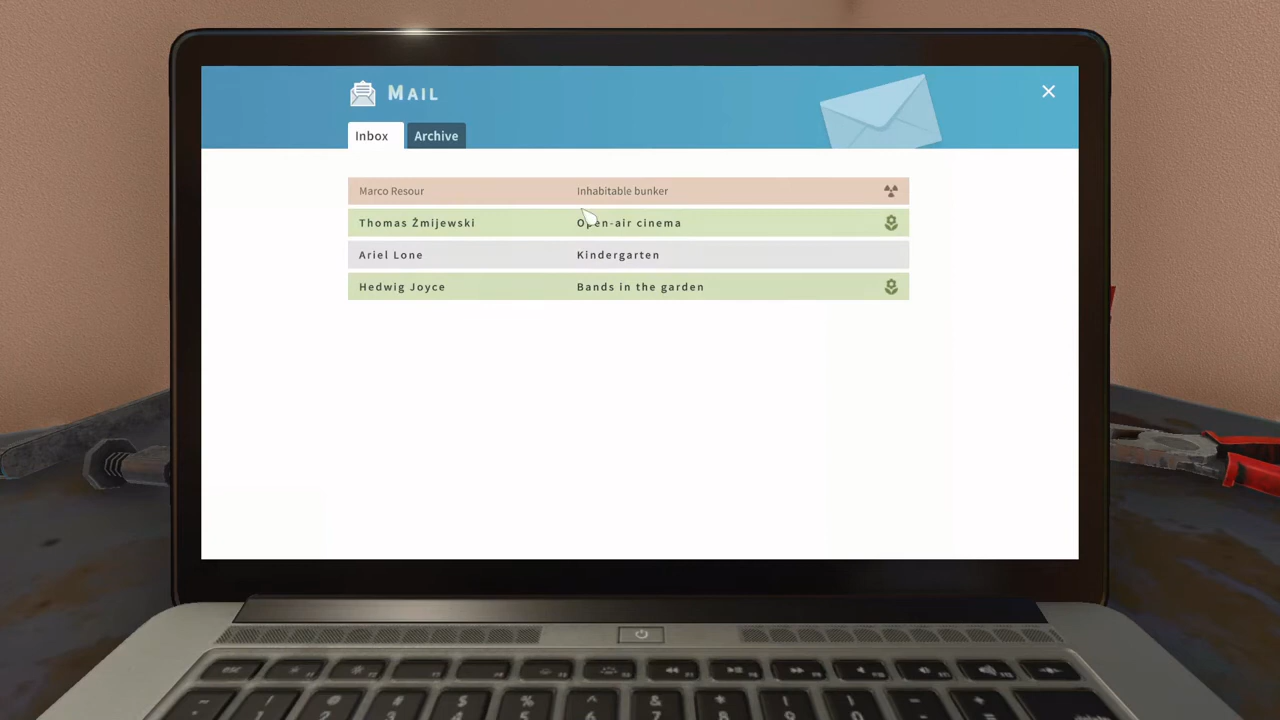 Mail
Inbox Archive
Marco Resour Inhabitable bunker
Thomas Żmijewski Open-air cinema
Ariel Lone Kindergarten
Hedwig Joyce Bands in the garden
esc